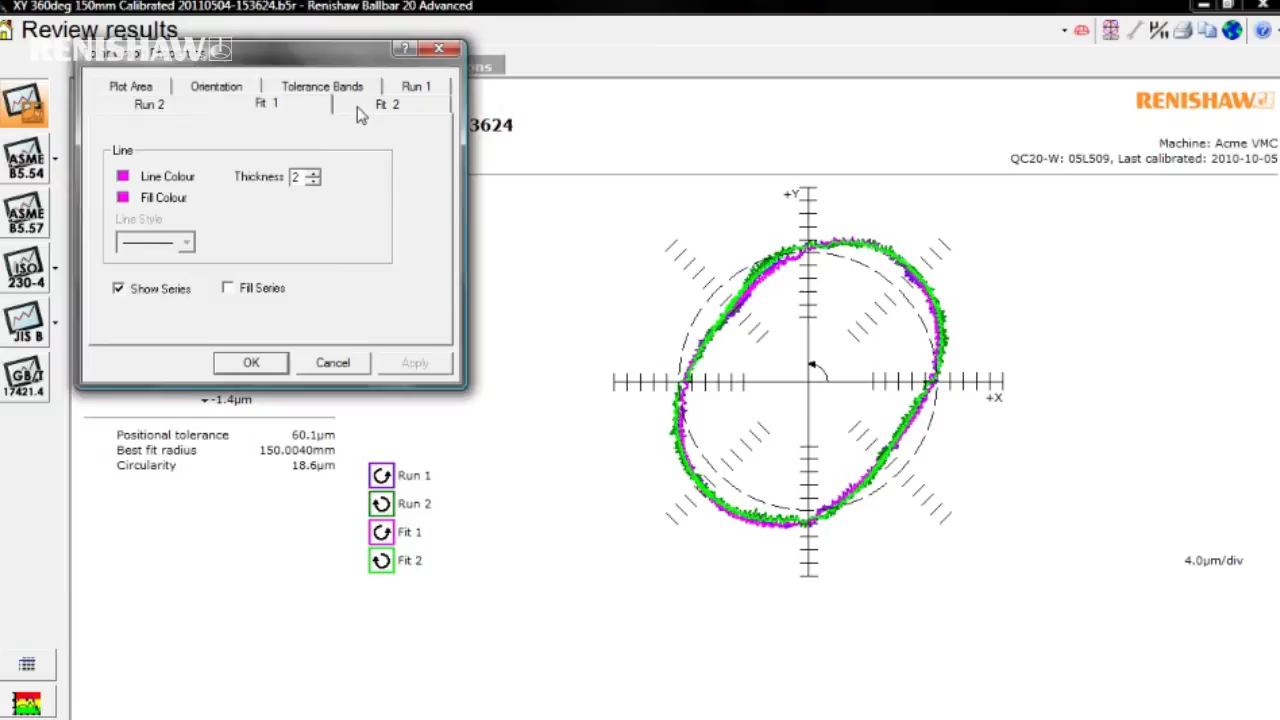 XY 360deg 150mm Calibrated 20110504-153624.b5r - Renishaw Ballbar 20 Advanced
Review results
RENISHAW
Plot Area
Orientation
Tolerance Bands
Run 1
Run 2
Fit 1
Fit 2
Line
Line Colour
Thickness 2
Fill Colour
Line Style
Show Series
Fill Series
OK
Cancel
Apply
ons
3624
RENISHAW
Machine: Acme VMC
QC20-W: 05L509, Last calibrated: 2010-10-05
ASME B5.54
ASME B5.57
ISO 230-4
JIS B
GB/T 17421.4
-1.4µm
Positional tolerance 60.1µm
Best fit radius 150.0040mm
Circularity 18.6µm
Run 1
Run 2
Fit 1
Fit 2
+Y
+X
4.0µm/div